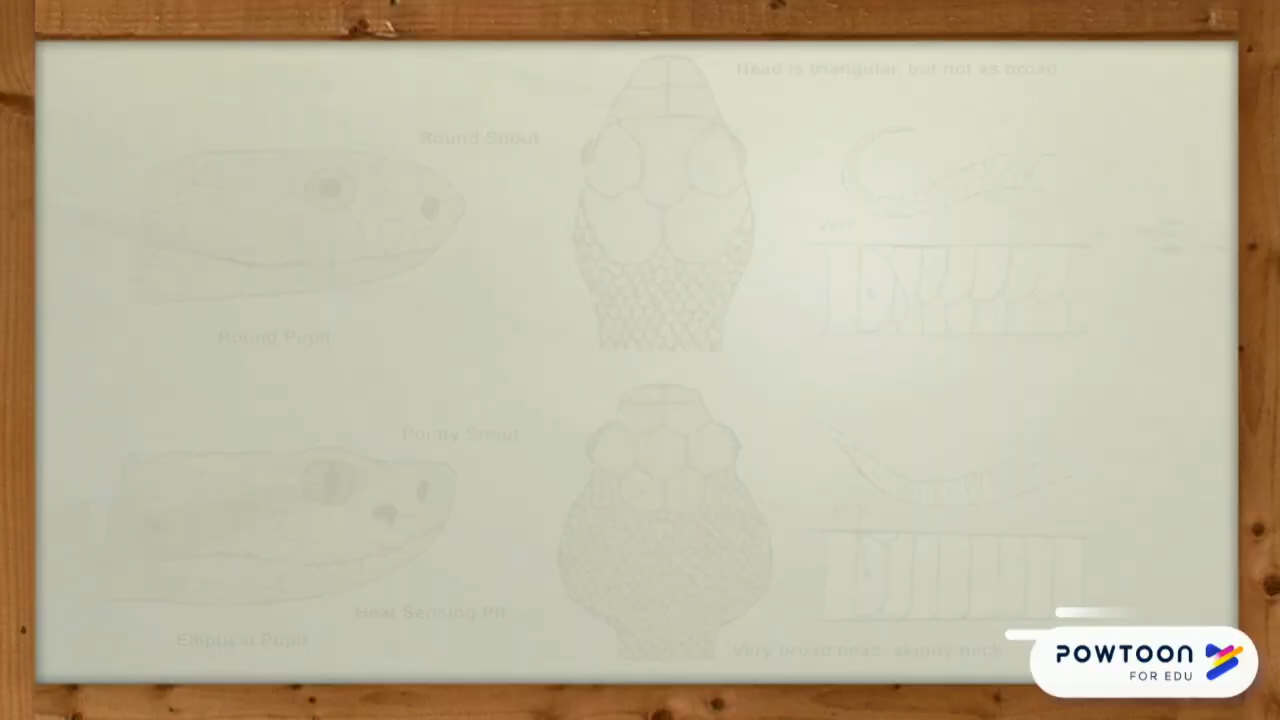 Head is triangular, but not as broad
Round Snout
Round Pupil
Pointy Snout
Heat Sensing Pit
Elliptical Pupil
Very broad head, skinny neck
POWTOON
FOR EDU